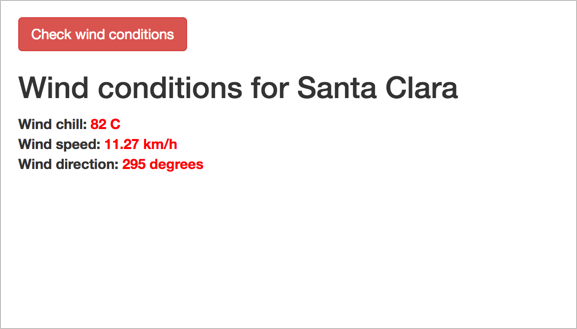 Check wind conditions
Wind conditions for Santa Clara
Wind chill: 82 C
Wind speed: 11.27 km/h
Wind direction: 295 degrees